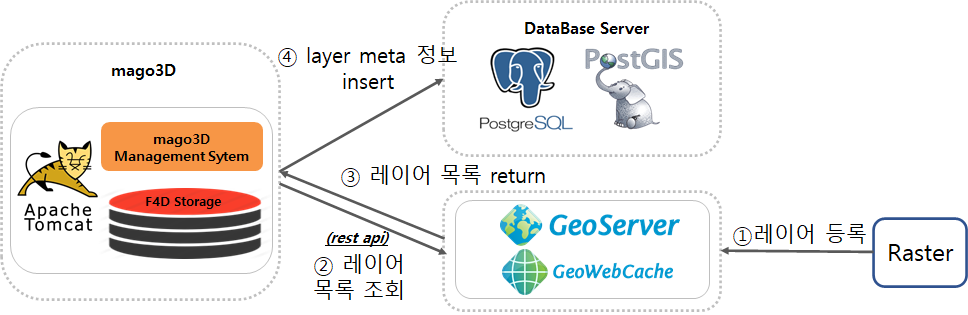 mago3D
mago3D
Management Sytem
F4D Storage
Apache
Tomcat
④ layer meta 정보
insert
DataBase Server
PostgreSQL
PostGIS
③ 레이어 목록 return
(rest api)
② 레이어
목록 조회
GeoServer
GeoWebCache
①레이어 등록
Raster